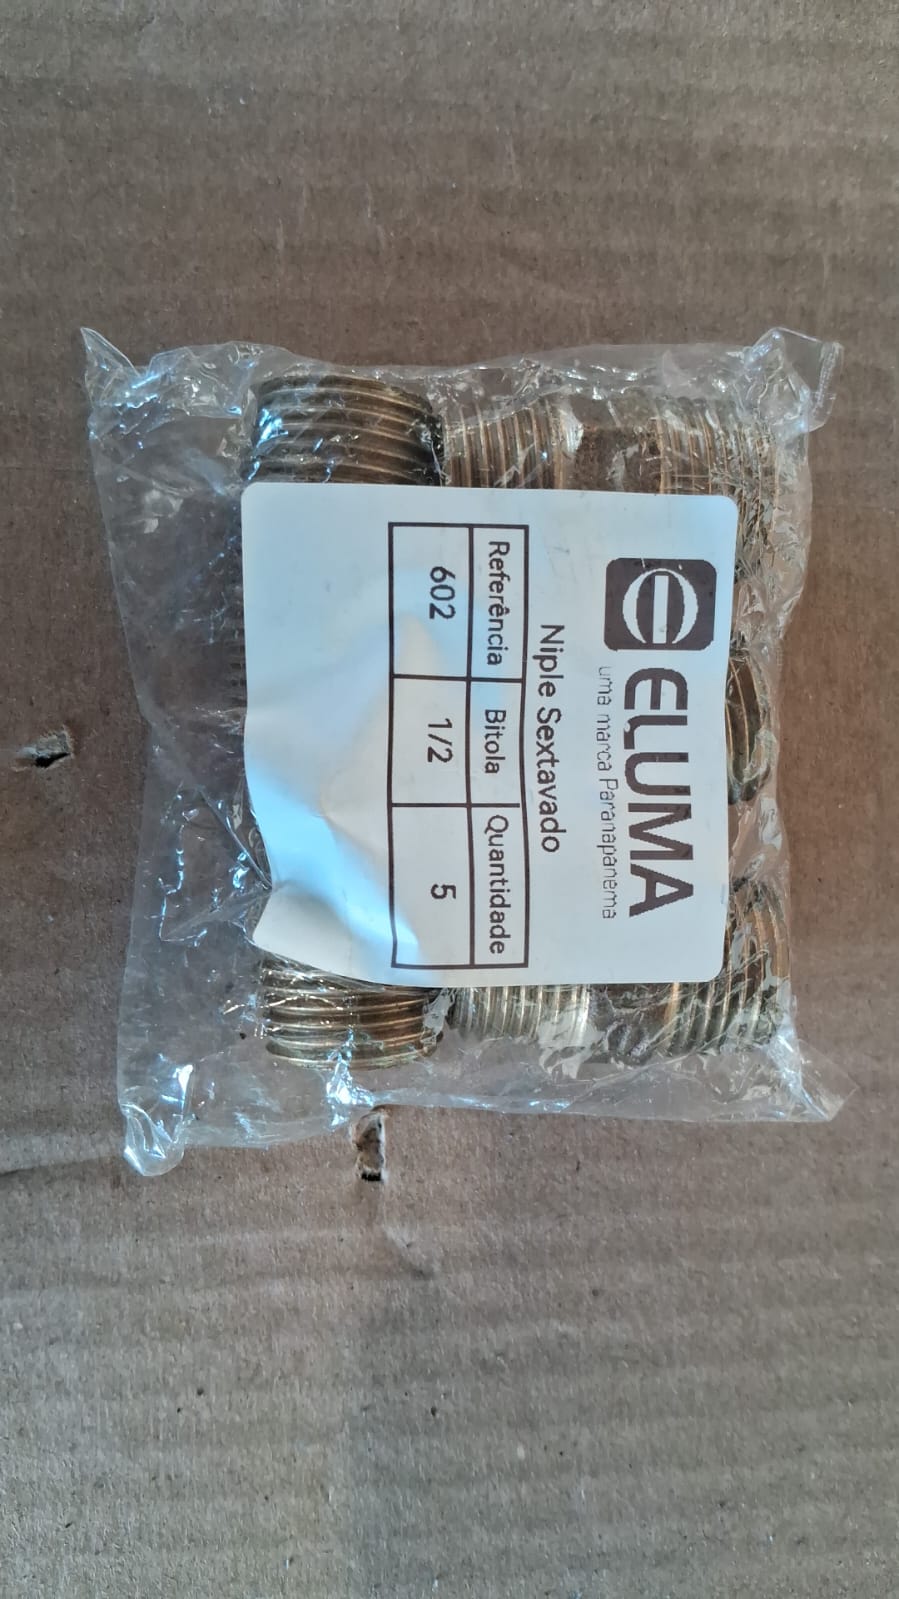 ELUMA
uma marca Paranapanema
Niple Sextavado
Referência Bitola Quantidade
602 1/2 5